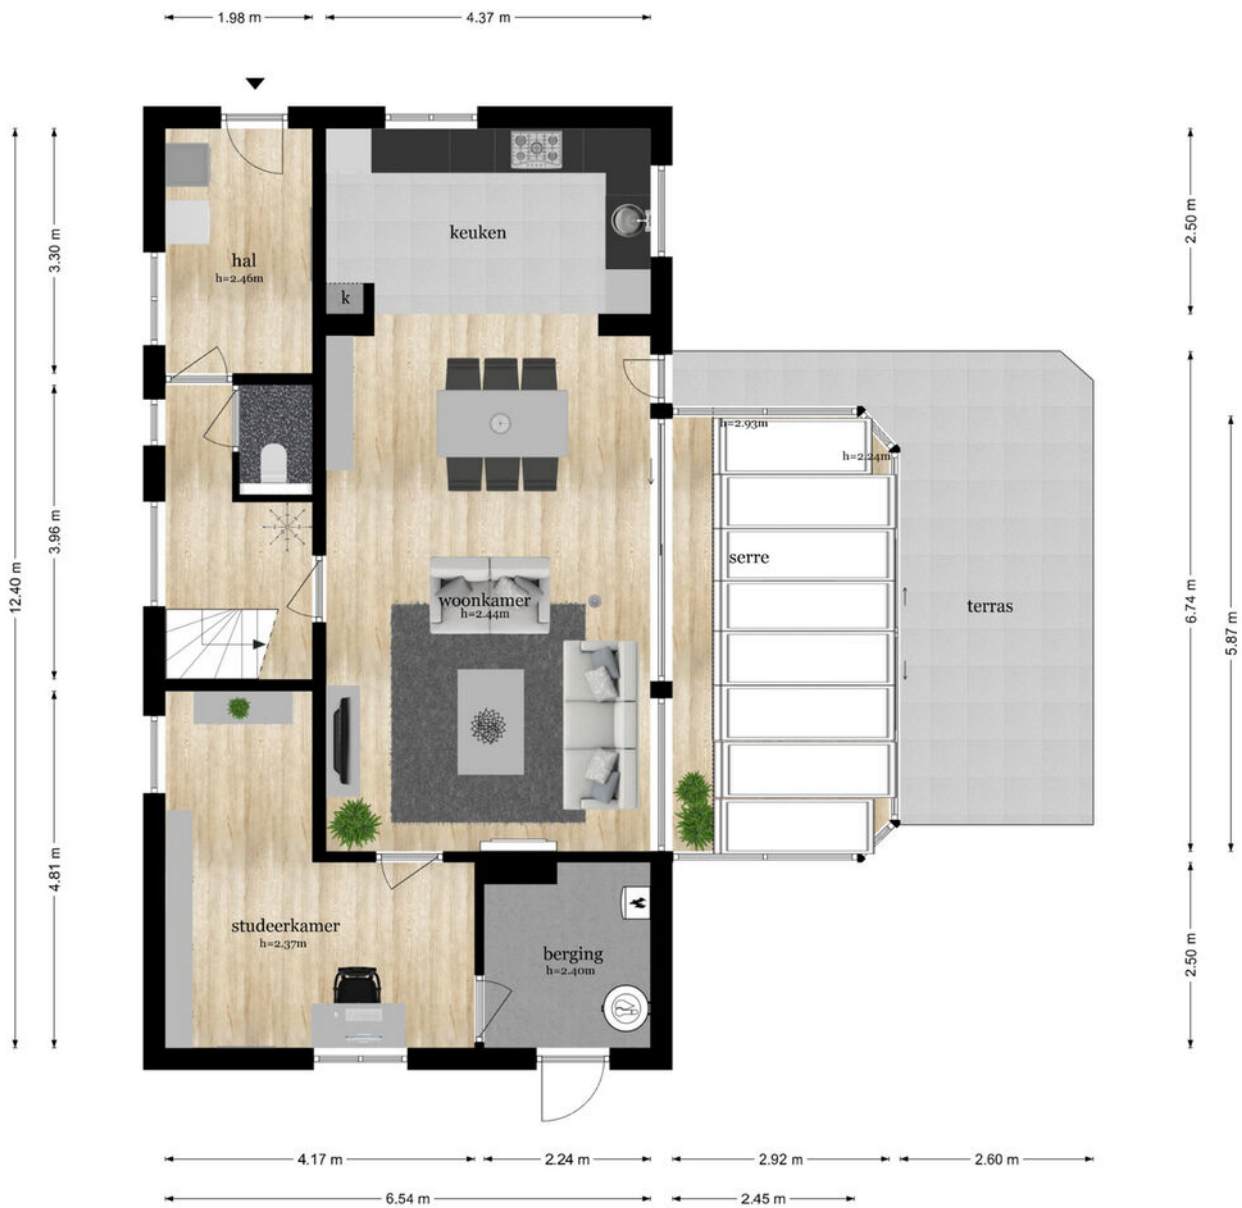 1.98 m
4.37 m
12.40 m
3.30 m
3.96 m
4.81 m
hal
h=2.46m
keuken
k
woonkamer
h=2.44m
h=2.93m
h=2.24m
serre
terras
studeerkamer
h=2.37m
berging
h=2.40m
2.50 m
6.74 m
5.87 m
2.50 m
4.17 m
2.24 m
2.92 m
2.60 m
6.54 m
2.45 m